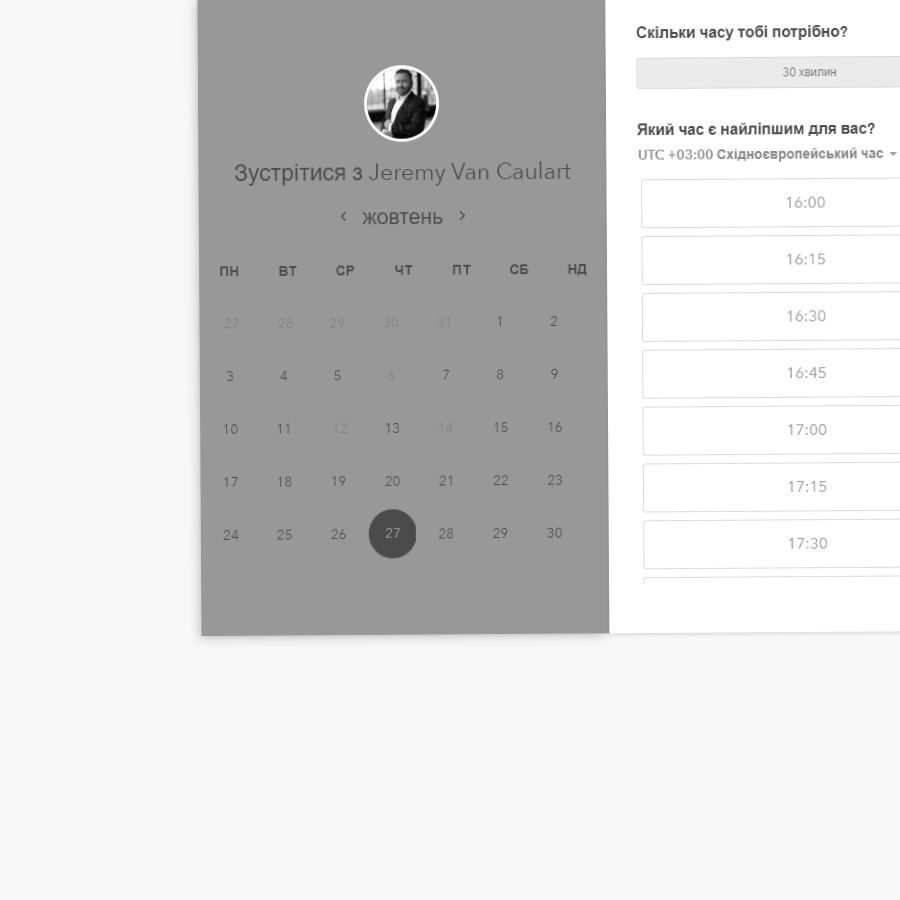 Зустрітися з Jeremy Van Caulart
жовтень
ПН ВТ СР ЧТ ПТ СБ НД
27 28 29 30 31 1 2
3 4 5 6 7 8 9
10 11 12 13 14 15 16
17 18 19 20 21 22 23
24 25 26 27 28 29 30
Скільки часу тобі потрібно?
30 хвилин
Який час є найліпшим для вас?
UTC +03:00 Східноєвропейський час
16:00
16:15
16:30
16:45
17:00
17:15
17:30